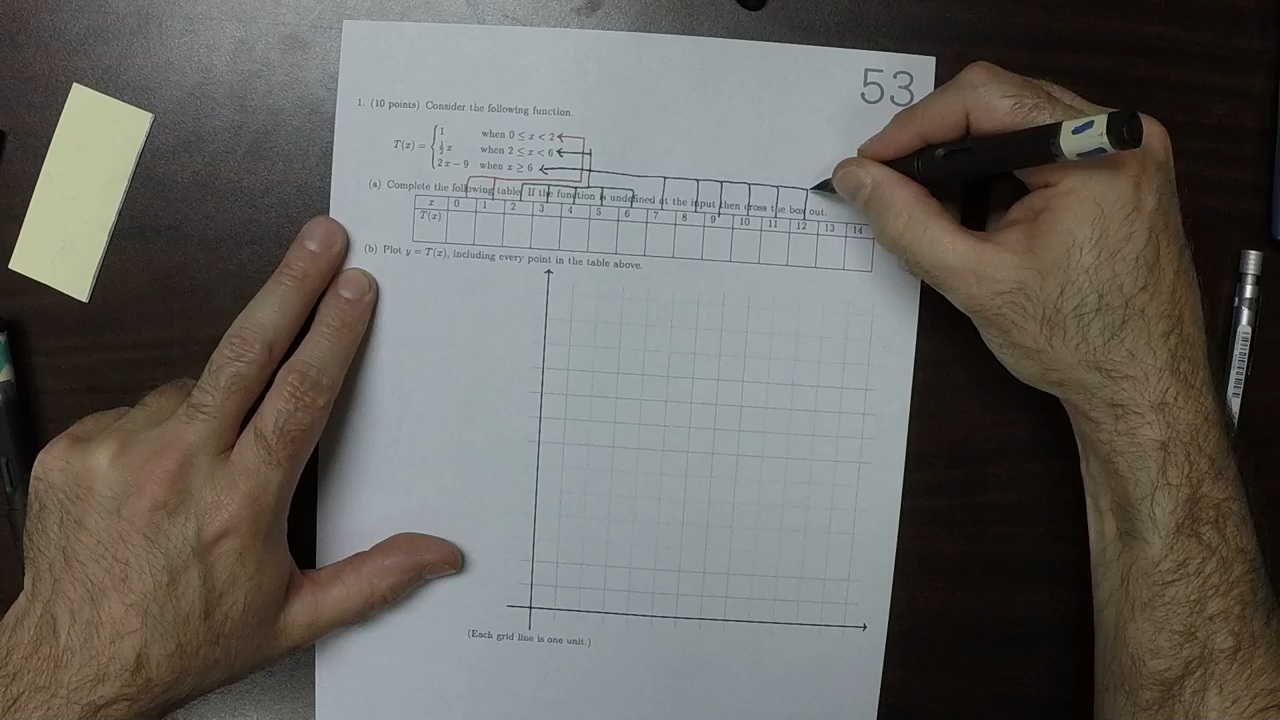 53
1. (10 points) Consider the following function.
T(x) = { 1 when 0 ≤ x < 2
½ x when 2 ≤ x < 6
2x − 9 when x ≥ 6
(a) Complete the following table. If the function is undefined at the input then cross the box out.
x 0 1 2 3 4 5 6 7 8 9 10 11 12 13 14
T(x)
(b) Plot y = T(x), including every point in the table above.
(Each grid line is one unit.)